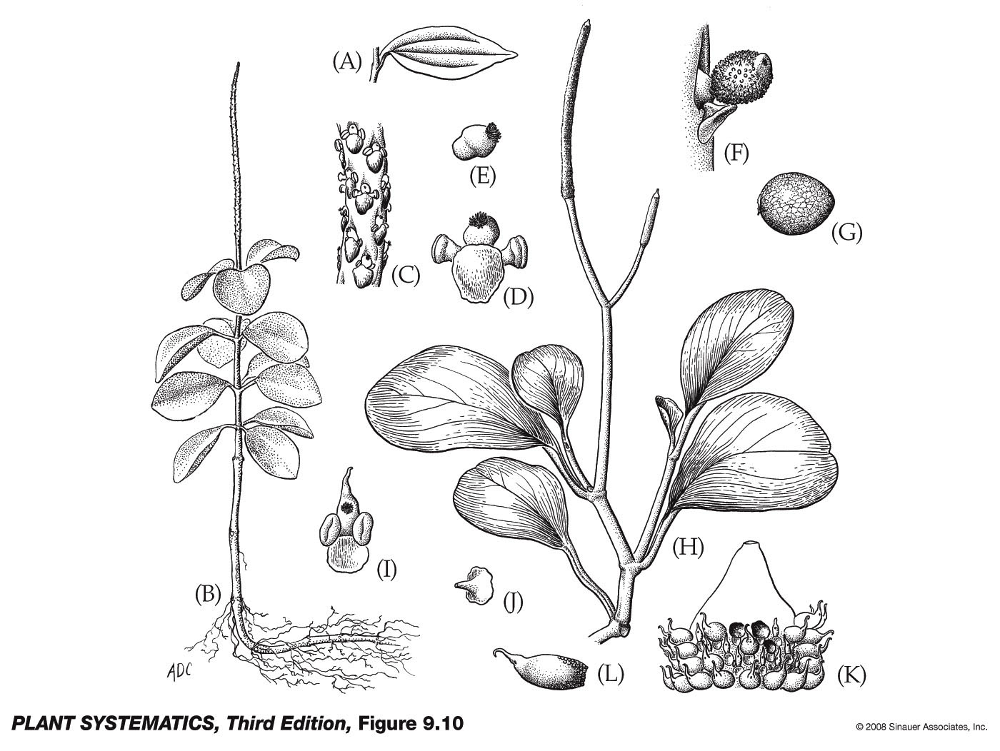 (A)
(F)
(E)
(G)
(C)
(D)
(H)
(I)
(B)
(J)
ADC
(L)
(K)
PLANT SYSTEMATICS, Third Edition, Figure 9.10
© 2008 Sinauer Associates, Inc.